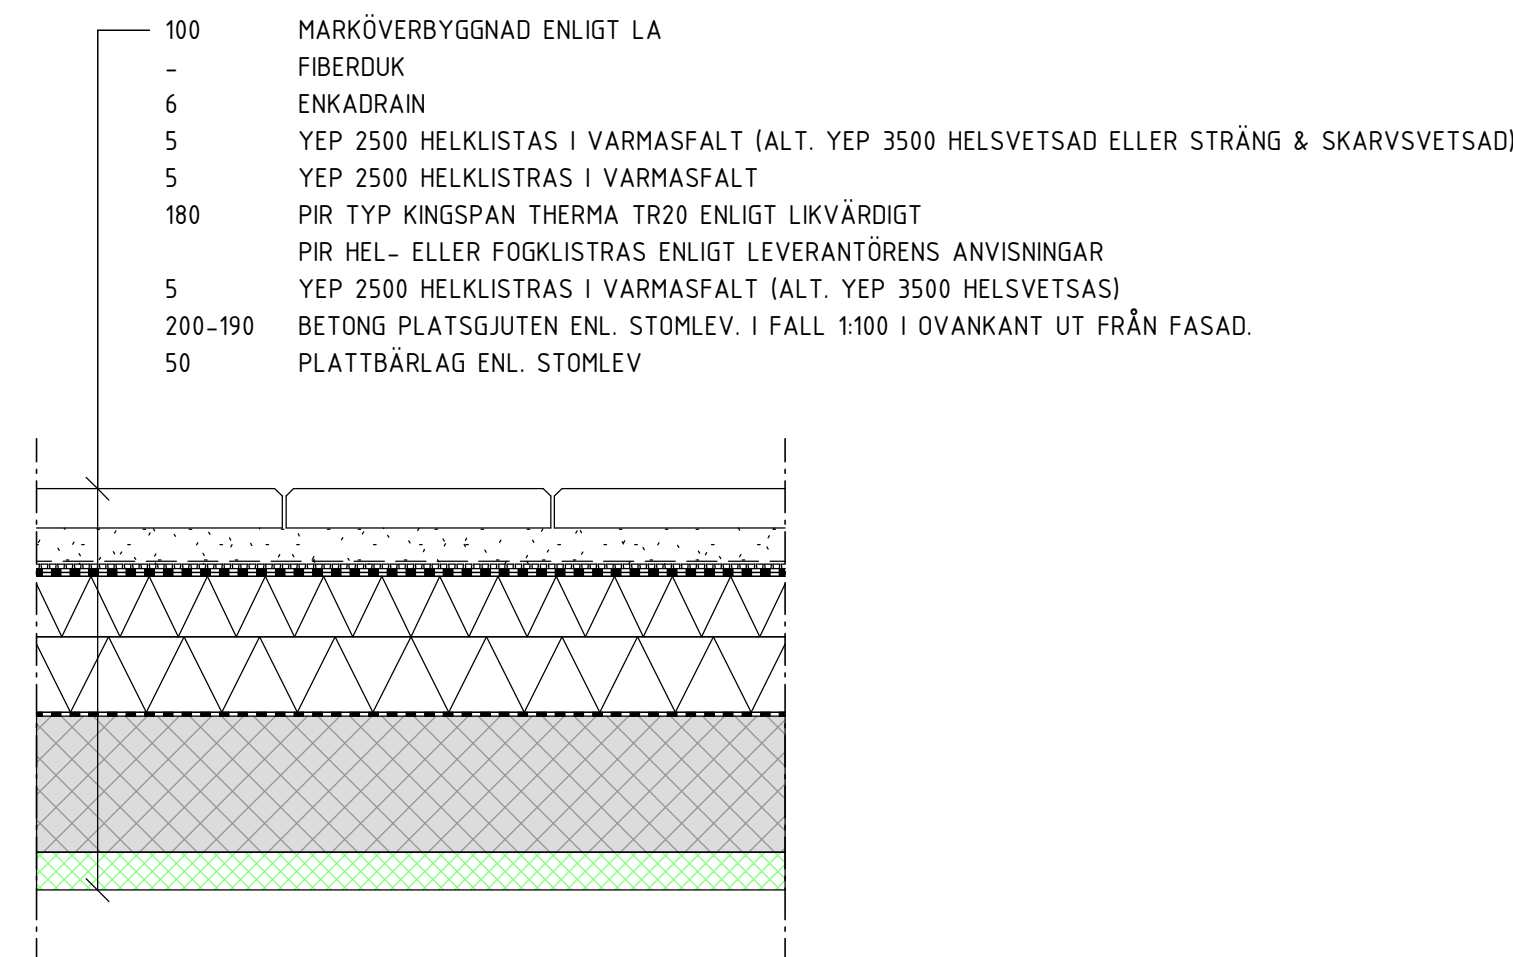 100 MARKÖVERBYGGNAD ENLIGT LA
- FIBERDUK
6 ENKADRAIN
5 YEP 2500 HELKLISTAS I VARMASFALT (ALT. YEP 3500 HELSVETSAD ELLER STRÄNG & SKARVSVETSAD)
5 YEP 2500 HELKLISTRAS I VARMASFALT
180 PIR TYP KINGSPAN THERMA TR20 ENLIGT LIKVÄRDIGT
PIR HEL- ELLER FOGKLISTRAS ENLIGT LEVERANTÖRENS ANVISNINGAR
5 YEP 2500 HELKLISTRAS I VARMASFALT (ALT. YEP 3500 HELSVETSAS)
200-190 BETONG PLATSGJUTEN ENL. STOMLEV. I FALL 1:100 I OVANKANT UT FRÅN FASAD.
50 PLATTBÄRLAG ENL. STOMLEV